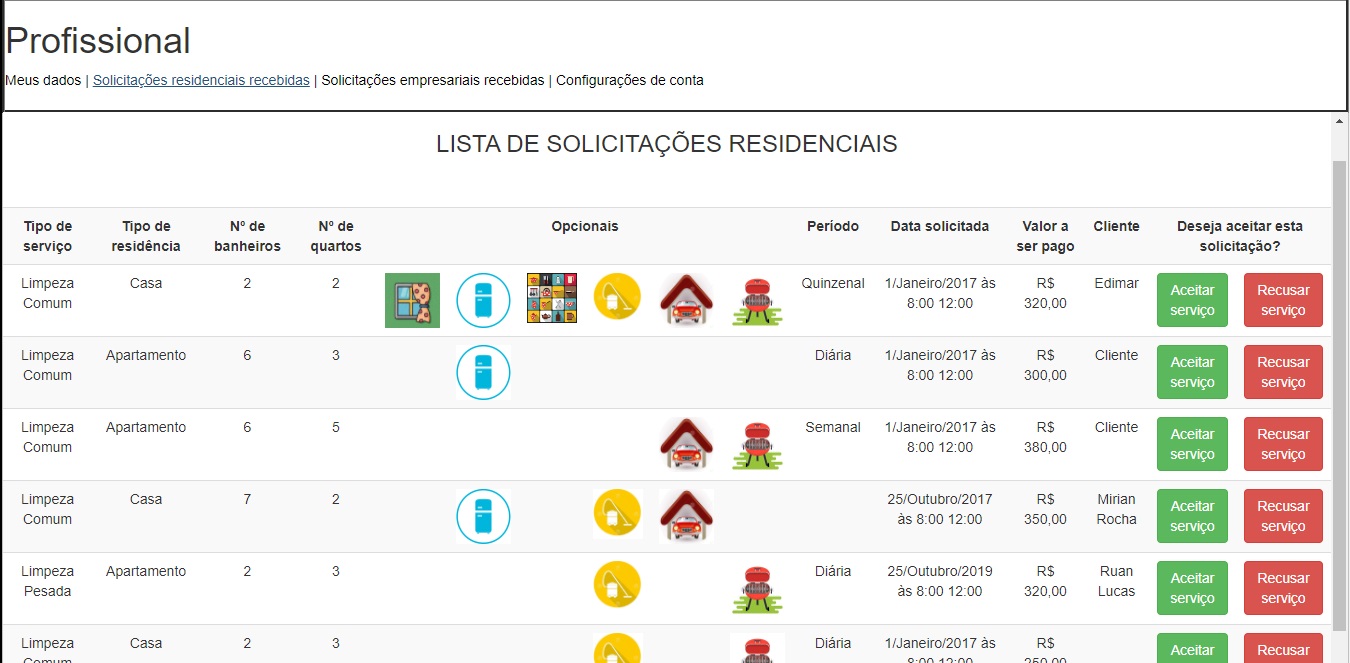 Profissional
Meus dados | Solicitações residenciais recebidas | Solicitações empresariais recebidas | Configurações de conta
LISTA DE SOLICITAÇÕES RESIDENCIAIS
Tipo de serviço Tipo de residência Nº de banheiros Nº de quartos Opcionais Período Data solicitada Valor a ser pago Cliente Deseja aceitar esta solicitação?
Limpeza Comum Casa 2 2 Quinzenal 1/Janeiro/2017 às 8:00 12:00 R$ 320,00 Edimar Aceitar serviço Recusar serviço
Limpeza Comum Apartamento 6 3 Diária 1/Janeiro/2017 às 8:00 12:00 R$ 300,00 Cliente Aceitar serviço Recusar serviço
Limpeza Comum Apartamento 6 5 Semanal 1/Janeiro/2017 às 8:00 12:00 R$ 380,00 Cliente Aceitar serviço Recusar serviço
Limpeza Comum Casa 7 2 25/Outubro/2017 às 8:00 12:00 R$ 350,00 Mirian Rocha Aceitar serviço Recusar serviço
Limpeza Pesada Apartamento 2 3 Diária 25/Outubro/2019 às 8:00 12:00 R$ 320,00 Ruan Lucas Aceitar serviço Recusar serviço
Limpeza Comum Casa 2 3 Diária 1/Janeiro/2017 às 8:00 12:00 R$ Aceitar Recusar